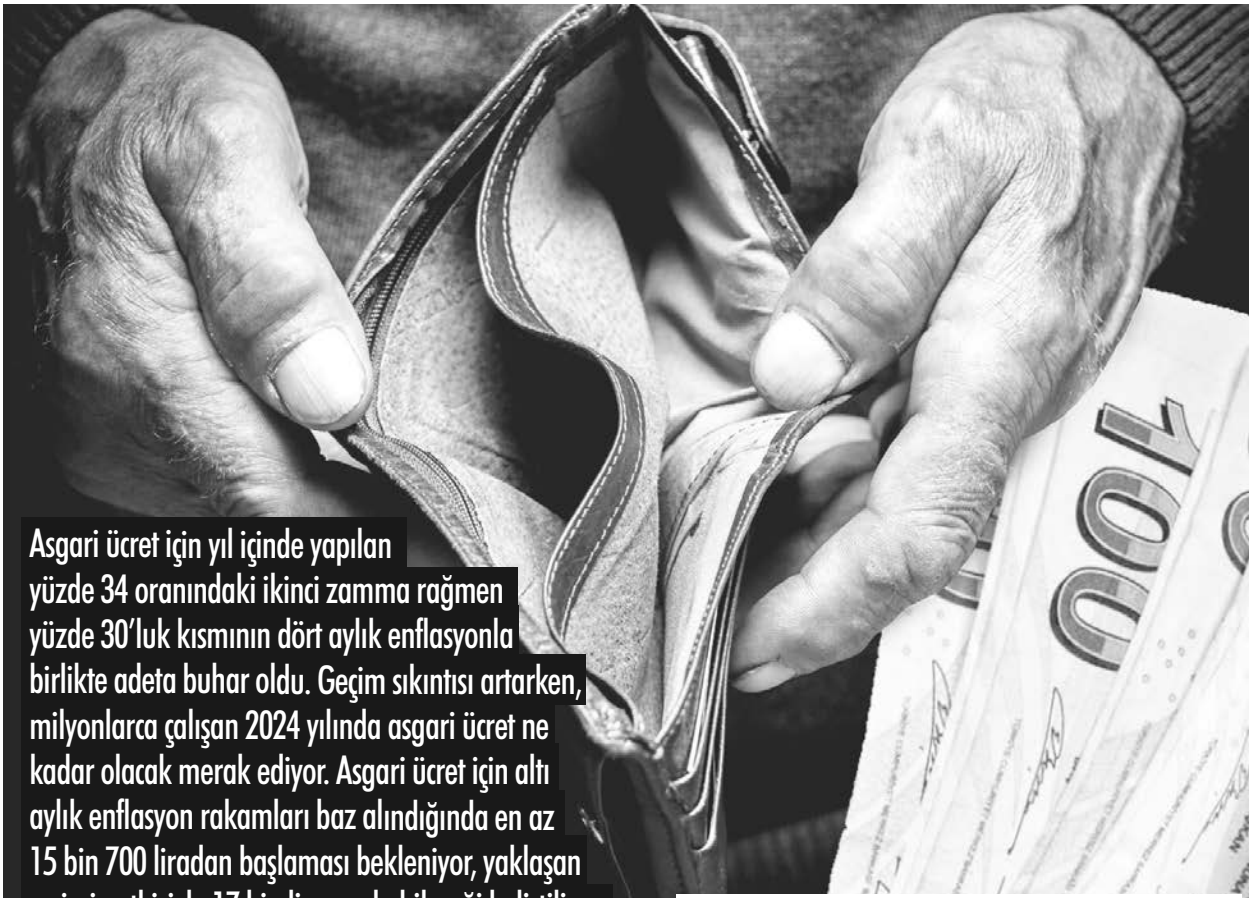 Asgari ücret için yıl içinde yapılan
yüzde 34 oranındaki ikinci zamma rağmen
yüzde 30’luk kısmının dört aylık enflasyonla
birlikte adeta buhar oldu. Geçim sıkıntısı artarken,
milyonlarca çalışan 2024 yılında asgari ücret ne
kadar olacak merak ediyor. Asgari ücret için altı
aylık enflasyon rakamları baz alındığında en az
15 bin 700 liradan başlaması bekleniyor, yaklaşan
17 bin
100